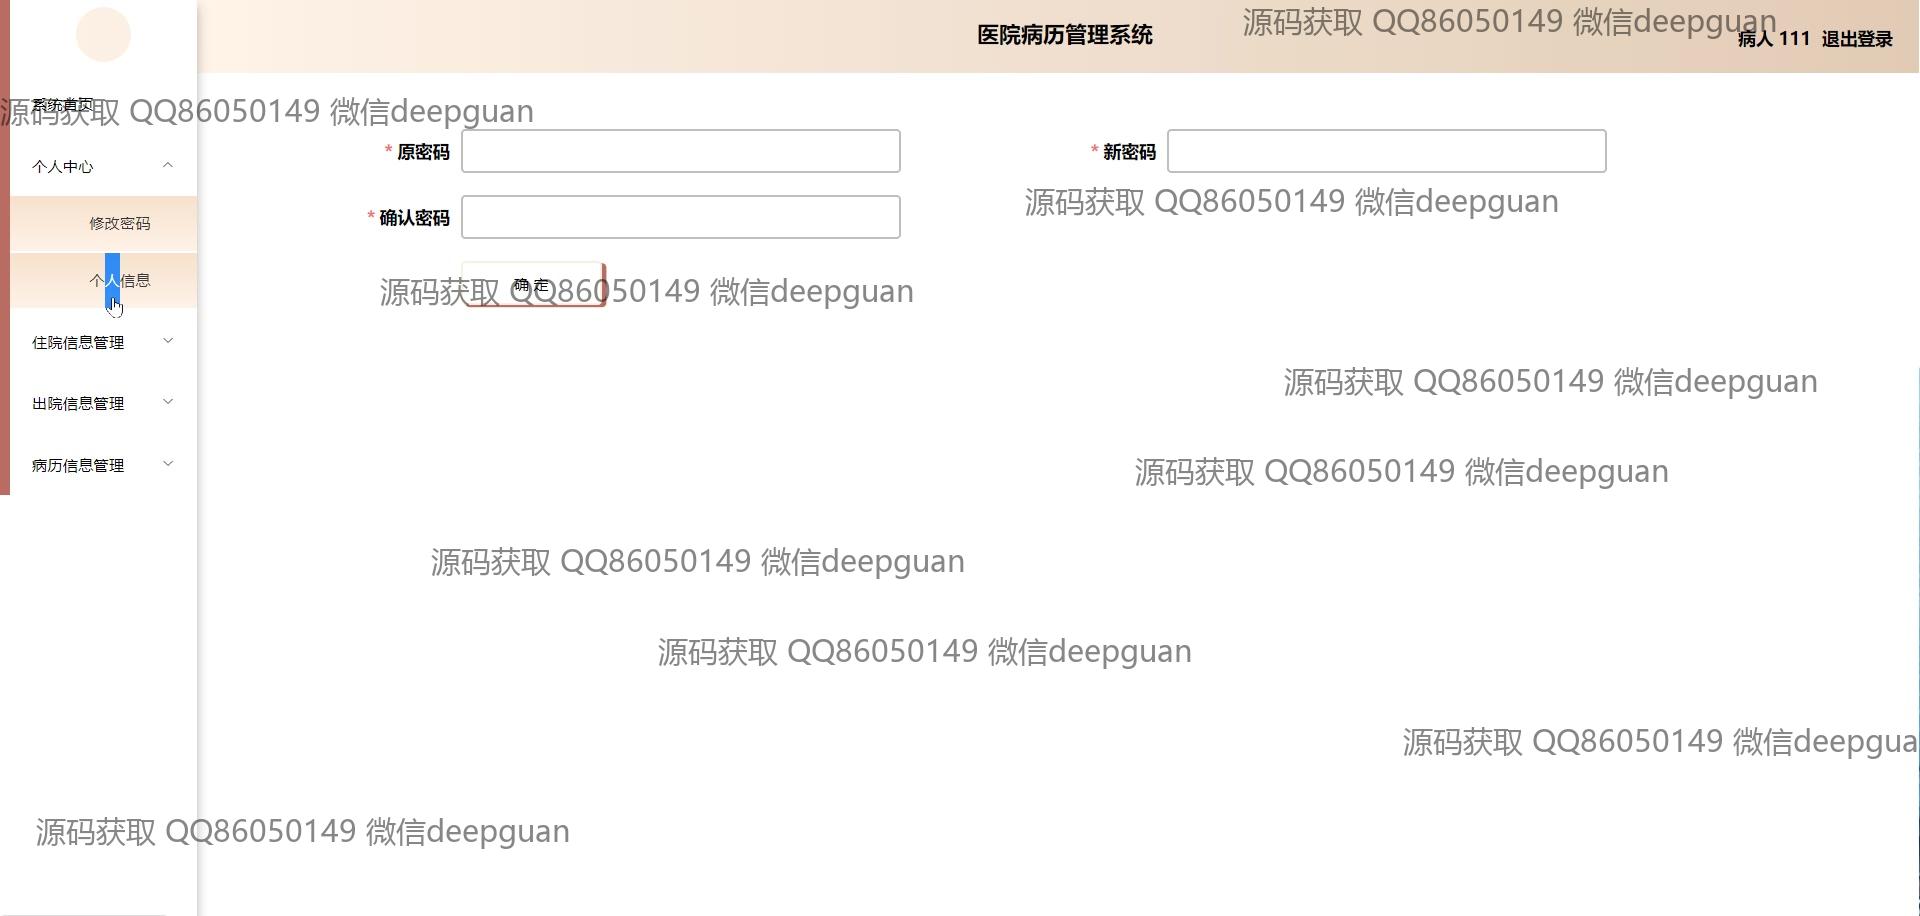 医院病历管理系统
源码获取 QQ86050149 微信deepguan
病人 111 退出登录
系统首页
源码获取 QQ86050149 微信deepguan
* 原密码
* 新密码
个人中心
源码获取 QQ86050149 微信deepguan
* 确认密码
修改密码
个人信息
确 定
源码获取 QQ86050149 微信deepguan
住院信息管理
源码获取 QQ86050149 微信deepguan
出院信息管理
病历信息管理
源码获取 QQ86050149 微信deepguan
源码获取 QQ86050149 微信deepguan
源码获取 QQ86050149 微信deepguan
源码获取 QQ86050149 微信deepgua
源码获取 QQ86050149 微信deepguan